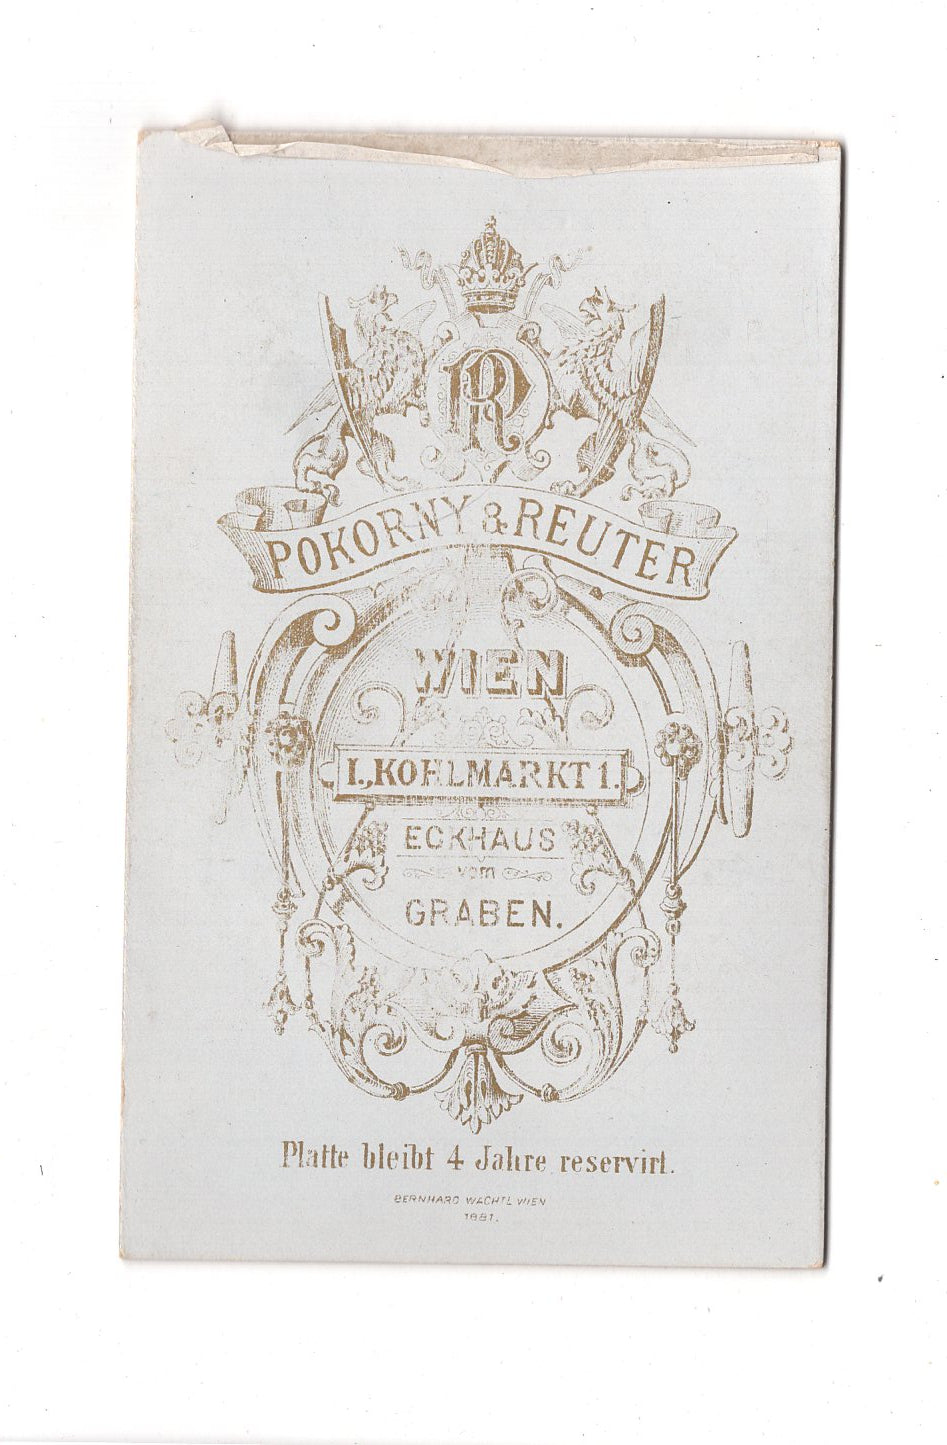 PR
POKORNY & REUTER
WIEN
I., KOHLMARKT 1.
ECKHAUS
vom
GRABEN.
Platte bleibt 4 Jahre reservirt.
BERNHARD WACHTL WIEN
1881.